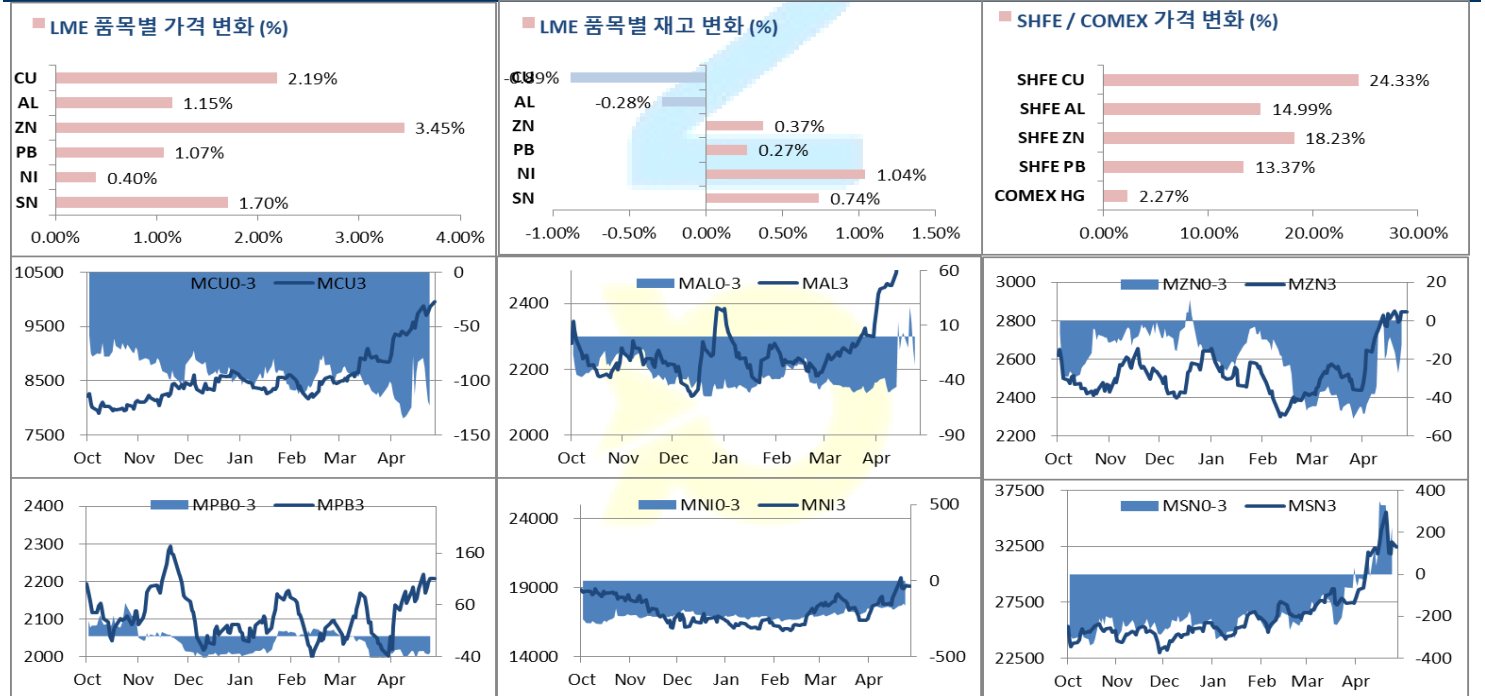 LME 품목별 가격 변화 (%)
CU 2.19%
AL 1.15%
ZN 3.45%
PB 1.07%
NI 0.40%
SN 1.70%
0.00% 1.00% 2.00% 3.00% 4.00%
LME 품목별 재고 변화 (%)
CU -0.89%
AL -0.28%
ZN 0.37%
PB 0.27%
NI 1.04%
SN 0.74%
-1.00% -0.50% 0.00% 0.50% 1.00% 1.50%
SHFE / COMEX 가격 변화 (%)
SHFE CU 24.33%
SHFE AL 14.99%
SHFE ZN 18.23%
SHFE PB 13.37%
COMEX HG 2.27%
0.00% 10.00% 20.00% 30.00%
MCU0-3 MCU3
10500 0
9500 -50
8500 -100
7500 -150
Oct Nov Dec Jan Feb Mar Apr
MAL0-3 MAL3
60
2400 10
2200 -40
2000 -90
Oct Nov Dec Jan Feb Mar Apr
MZN0-3 MZN3
3000 20
2800 0
2600 -20
2400 -40
2200 -60
Oct Nov Dec Jan Feb Mar Apr
MPB0-3 MPB3
2400
2300 160
2200
2100 60
2000 -40
Oct Nov Dec Jan Feb Mar Apr
MNI0-3 MNI3
24000 500
19000 0
14000 -500
Oct Nov Dec Jan Feb Mar Apr
MSN0-3 MSN3
37500 400
32500 200
0
27500 -200
22500 -400
Oct Nov Dec Jan Feb Mar Apr